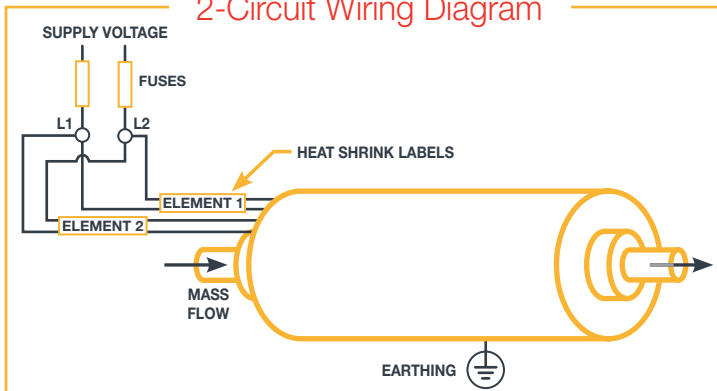 2-Circuit Wiring Diagram
SUPPLY VOLTAGE
FUSES
L1
L2
HEAT SHRINK LABELS
ELEMENT 1
ELEMENT 2
MASS
FLOW
EARTHING